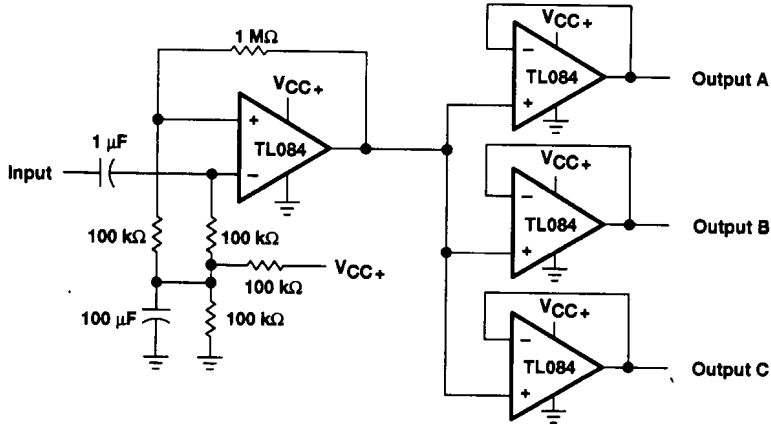 1 MΩ
VCC+
+
TL084
−
1 μF
Input
100 kΩ
100 kΩ
VCC+
100 kΩ
100 μF
100 kΩ
VCC+
−
TL084
+
Output A
VCC+
−
TL084
+
Output B
VCC+
−
TL084
+
Output C